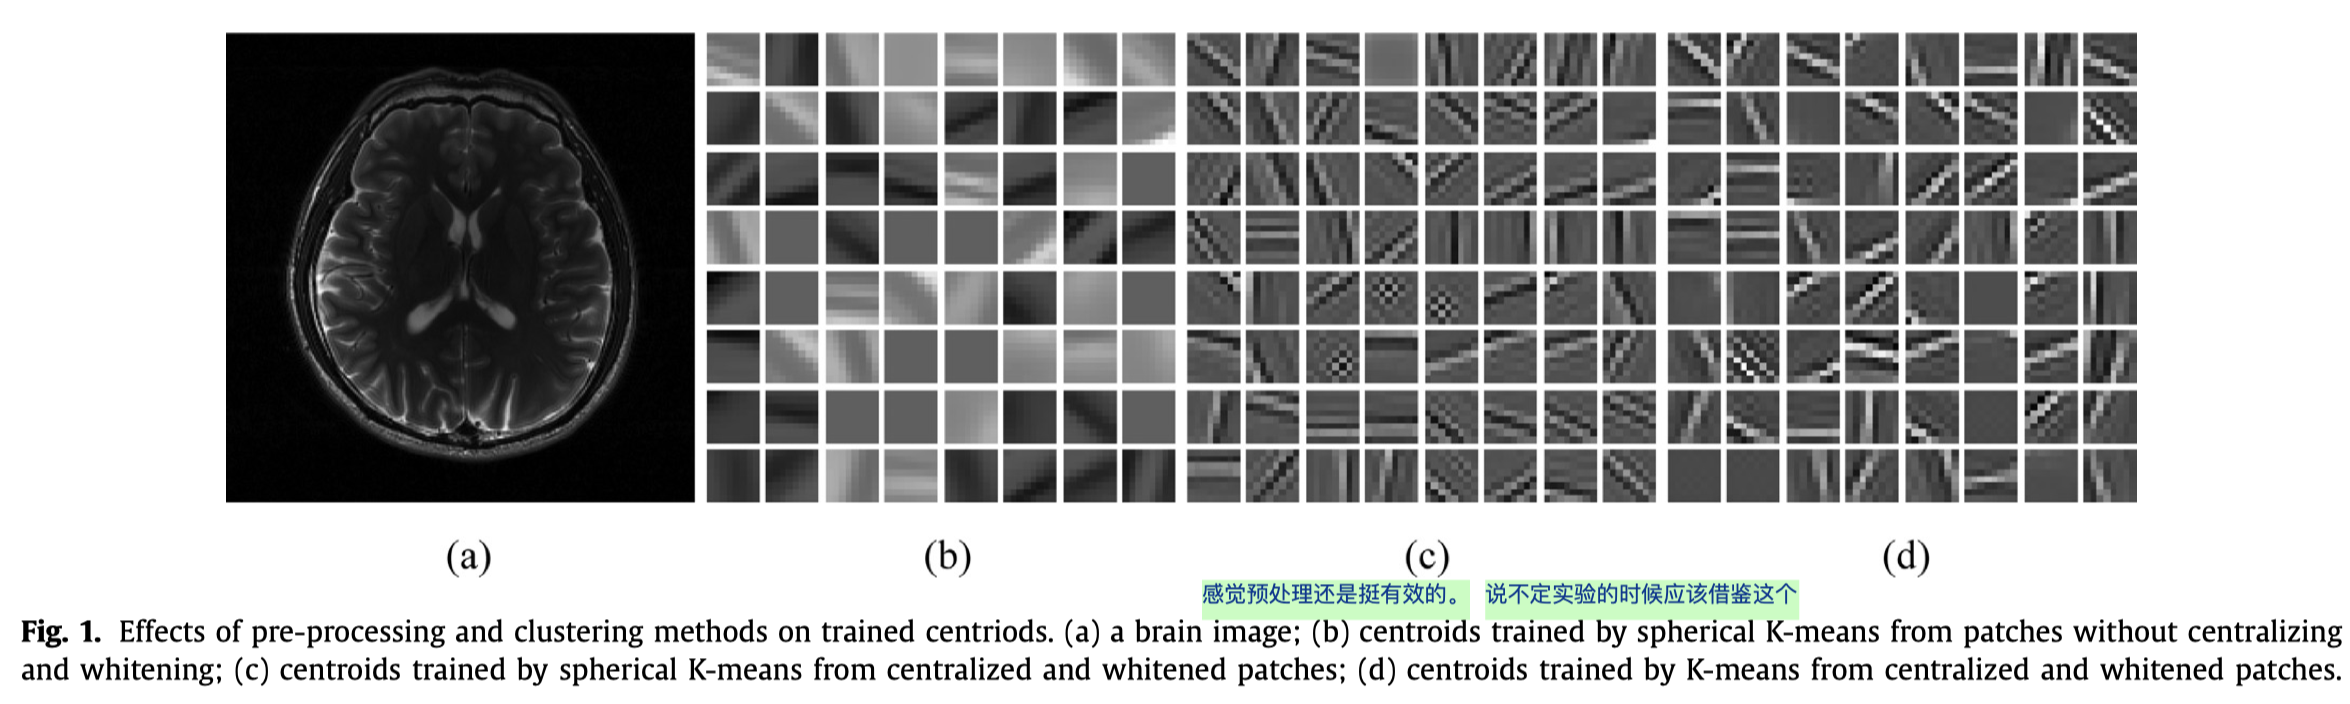 (a)
(b)
(c)
(d)
感觉预处理还是挺有效的。 说不定实验的时候应该借鉴这个
Fig. 1. Effects of pre-processing and clustering methods on trained centriods. (a) a brain image; (b) centroids trained by spherical K-means from patches without centralizing
and whitening; (c) centroids trained by spherical K-means from centralized and whitened patches; (d) centroids trained by K-means from centralized and whitened patches.